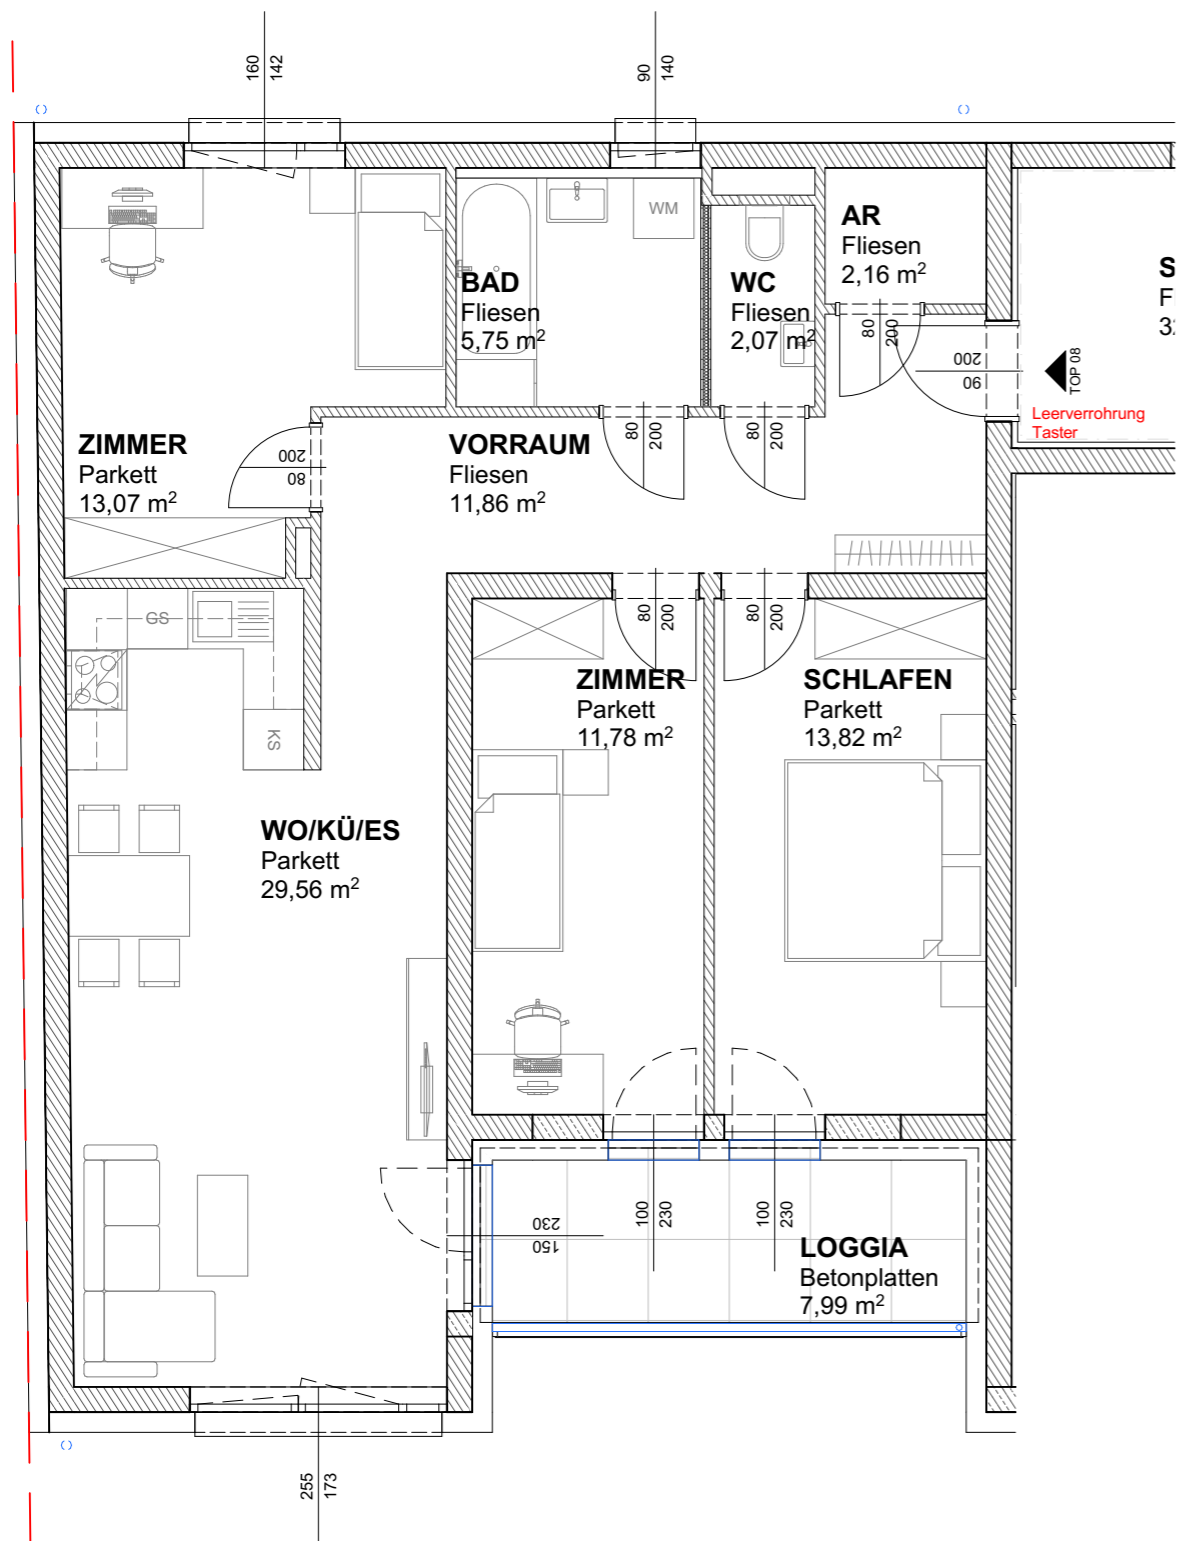 160
142
90
140
WM
AR
Fliesen
2,16 m²
BAD
Fliesen
5,75 m²
WC
Fliesen
2,07 m²
S
F
80
200
200
90
TOP 08
Leerverrohrung
Taster
ZIMMER
Parkett
13,07 m²
200
80
VORRAUM
Fliesen
11,86 m²
80
200
80
200
GS
KS
80
200
80
200
ZIMMER
Parkett
11,78 m²
SCHLAFEN
Parkett
13,82 m²
WO/KÜ/ES
Parkett
29,56 m²
230
150
100
230
100
230
LOGGIA
Betonplatten
7,99 m²
255
173